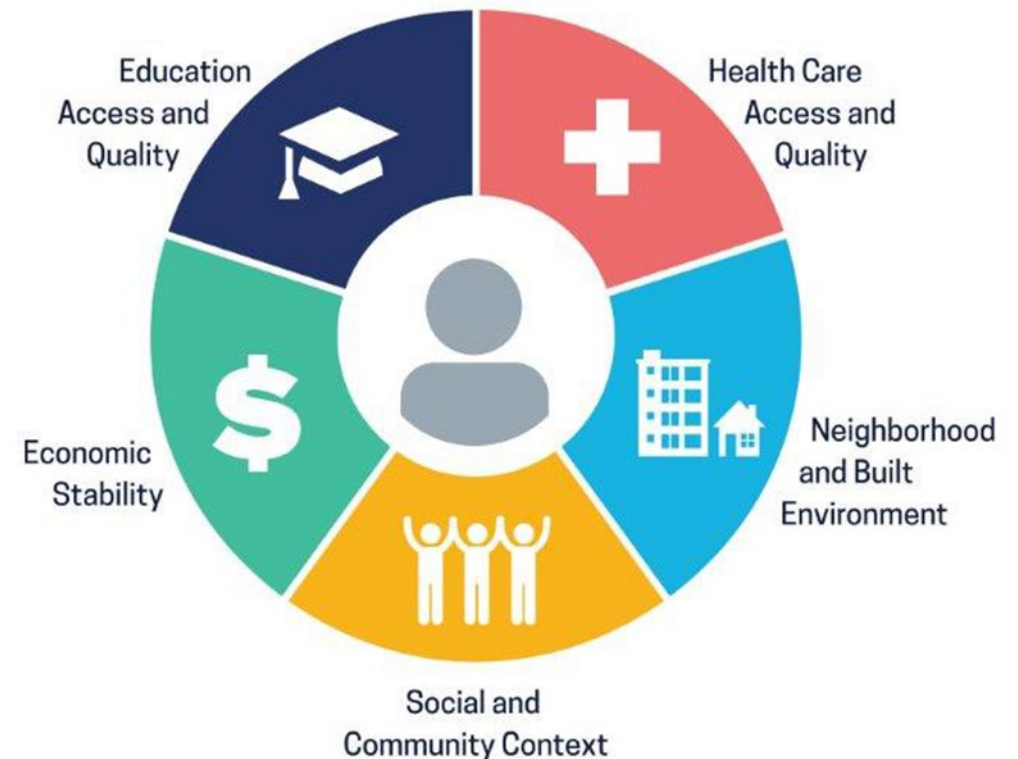 Education
Access and
Quality
Health Care
Access and
Quality
Economic
Stability
Neighborhood
and Built
Environment
Social and
Community Context